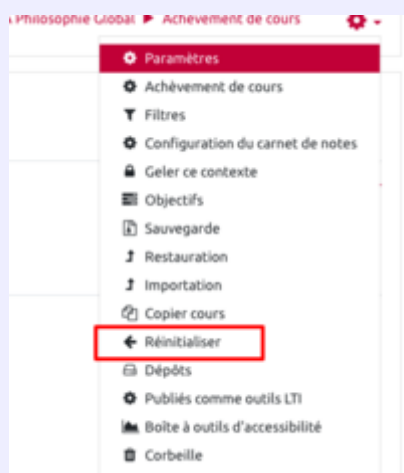 Philosophie Global ► Achèvement de cours
Paramètres
Achèvement de cours
Filtres
Configuration du carnet de notes
Geler ce contexte
Objectifs
Sauvegarde
Restauration
Importation
Copier cours
Réinitialiser
Dépôts
Publiés comme outils LTI
Boîte à outils d'accessibilité
Corbeille